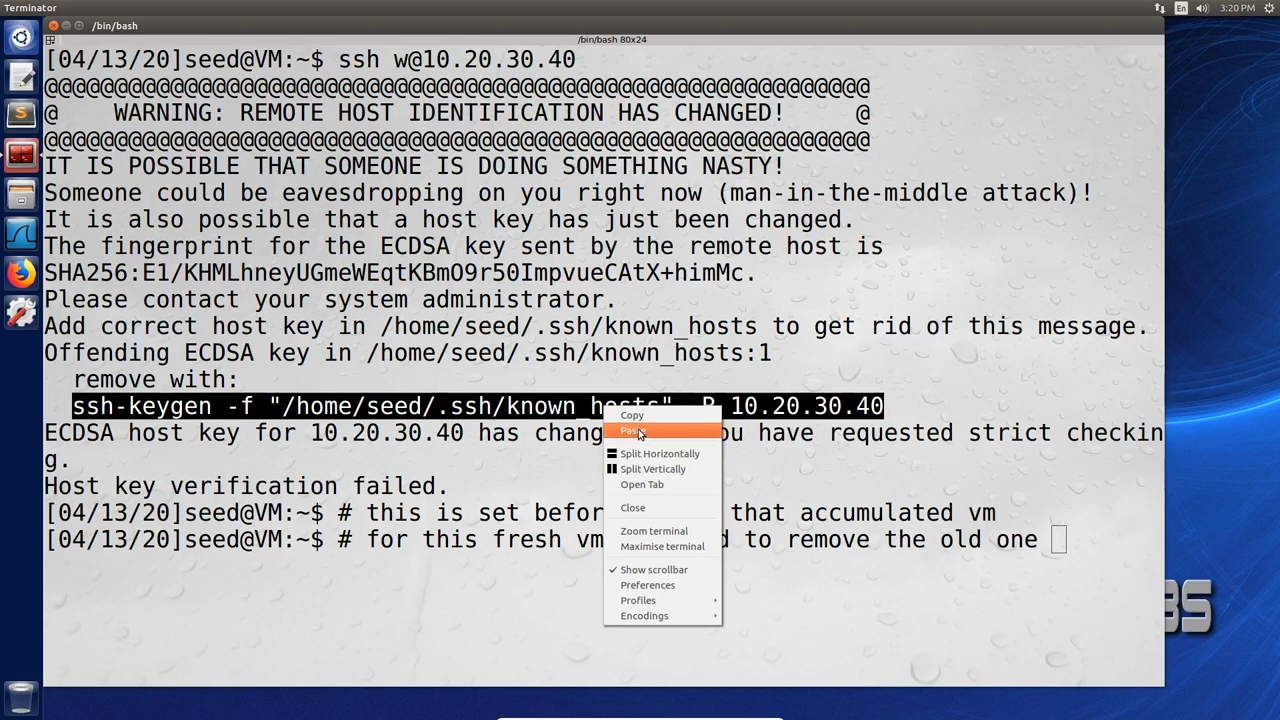 Terminator
En
3:20 PM
/bin/bash
/bin/bash 80x24
[04/13/20]seed@VM:~$ ssh w@10.20.30.40
@@@@@@@@@@@@@@@@@@@@@@@@@@@@@@@@@@@@@@@@@@@@@@@@@@@@@@@@@@@
@    WARNING: REMOTE HOST IDENTIFICATION HAS CHANGED!     @
@@@@@@@@@@@@@@@@@@@@@@@@@@@@@@@@@@@@@@@@@@@@@@@@@@@@@@@@@@@
IT IS POSSIBLE THAT SOMEONE IS DOING SOMETHING NASTY!
Someone could be eavesdropping on you right now (man-in-the-middle attack)!
It is also possible that a host key has just been changed.
The fingerprint for the ECDSA key sent by the remote host is
SHA256:E1/KHMLhneyUGmeWEqtKBmO9r50ImpvueCAtX+himMc.
Please contact your system administrator.
Add correct host key in /home/seed/.ssh/known_hosts to get rid of this message.
Offending ECDSA key in /home/seed/.ssh/known_hosts:1
  remove with:
  ssh-keygen -f "/home/seed/.ssh/known_hosts" -R 10.20.30.40
ECDSA host key for 10.20.30.40 has chang ou have requested strict checkin
g.
Host key verification failed.
[04/13/20]seed@VM:~$ # this is set befor that accumulated vm
[04/13/20]seed@VM:~$ # for this fresh vm d to remove the old one
Copy
Paste
Split Horizontally
Split Vertically
Open Tab
Close
Zoom terminal
Maximise terminal
Show scrollbar
Preferences
Profiles
Encodings